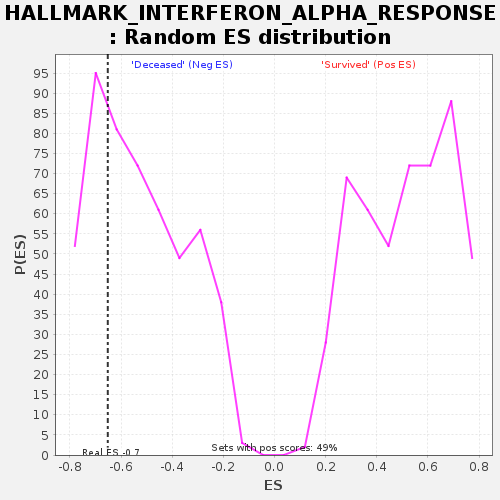 HALLMARK_INTERFERON_ALPHA_RESPONSE
: Random ES distribution
'Deceased' (Neg ES)
'Survived' (Pos ES)
95
90
85
80
75
70
65
60
55
50
45
40
35
30
25
20
15
10
5
0
P(ES)
Real ES -0.7
Sets with pos scores: 49%
-0.8 -0.6 -0.4 -0.2 0.0 0.2 0.4 0.6 0.8
ES